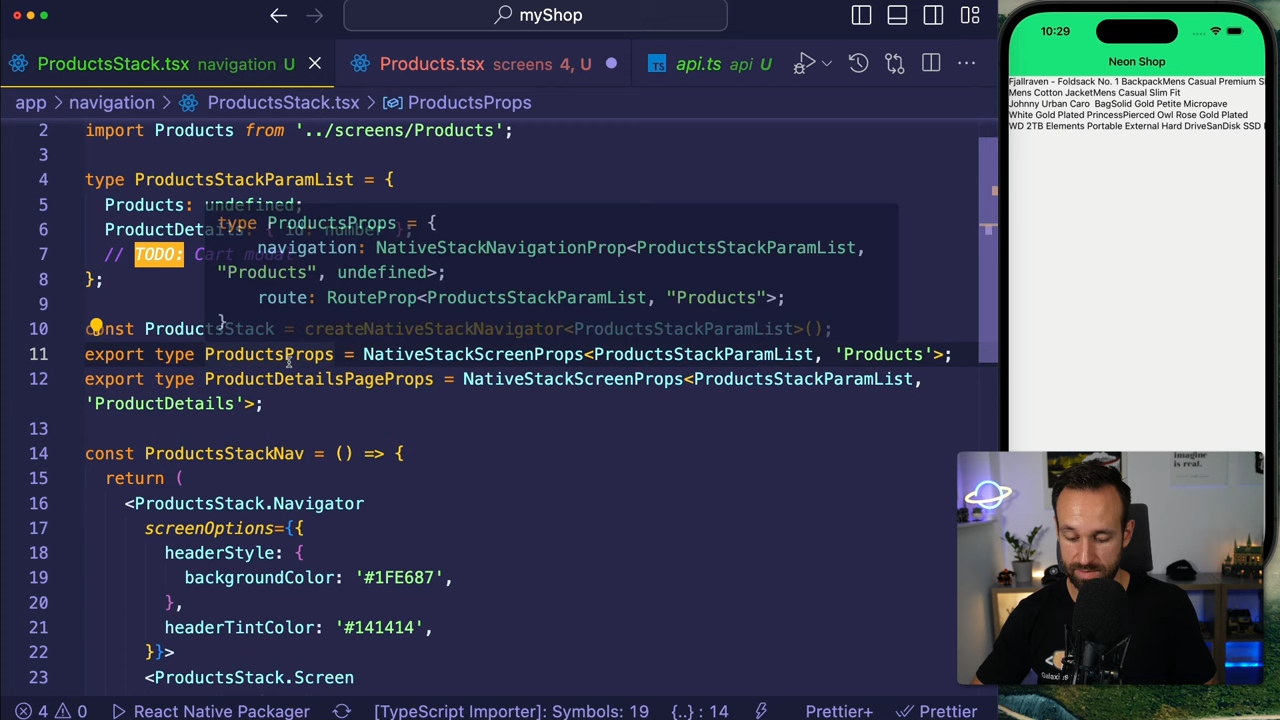 myShop
ProductsStack.tsx navigation U
Products.tsx screens 4, U
TS api.ts api U
app > navigation > ProductsStack.tsx > ProductsProps
2 import Products from '../screens/Products';
3
4 type ProductsStackParamList = {
5 Products: undefined;
6 ProductDetails: { id: number };
7 // TODO: Cart modal
8 };
9
type ProductsProps = {
navigation: NativeStackNavigationProp<ProductsStackParamList,
"Products", undefined>;
route: RouteProp<ProductsStackParamList, "Products">;
}
10 const ProductsStack = createNativeStackNavigator<ProductsStackParamList>();
11 export type ProductsProps = NativeStackScreenProps<ProductsStackParamList, 'Products'>;
12 export type ProductDetailsPageProps = NativeStackScreenProps<ProductsStackParamList,
'ProductDetails'>;
13
14 const ProductsStackNav = () => {
15 return (
16 <ProductsStack.Navigator
17 screenOptions={{
18 headerStyle: {
19 backgroundColor: '#1FE687',
20 },
21 headerTintColor: '#141414',
22 }}>
23 <ProductsStack.Screen
4 0 React Native Packager [TypeScript Importer]: Symbols: 19 {..} : 14 Prettier+ Prettier
10:29
Neon Shop
Fjallraven - Foldsack No. 1 BackpackMens Casual Premium S
Mens Cotton JacketMens Casual Slim Fit
Johnny Urban Caro BagSolid Gold Petite Micropave
White Gold Plated PrincessPierced Owl Rose Gold Plated
WD 2TB Elements Portable External Hard DriveSanDisk SSD
imagine
is real.